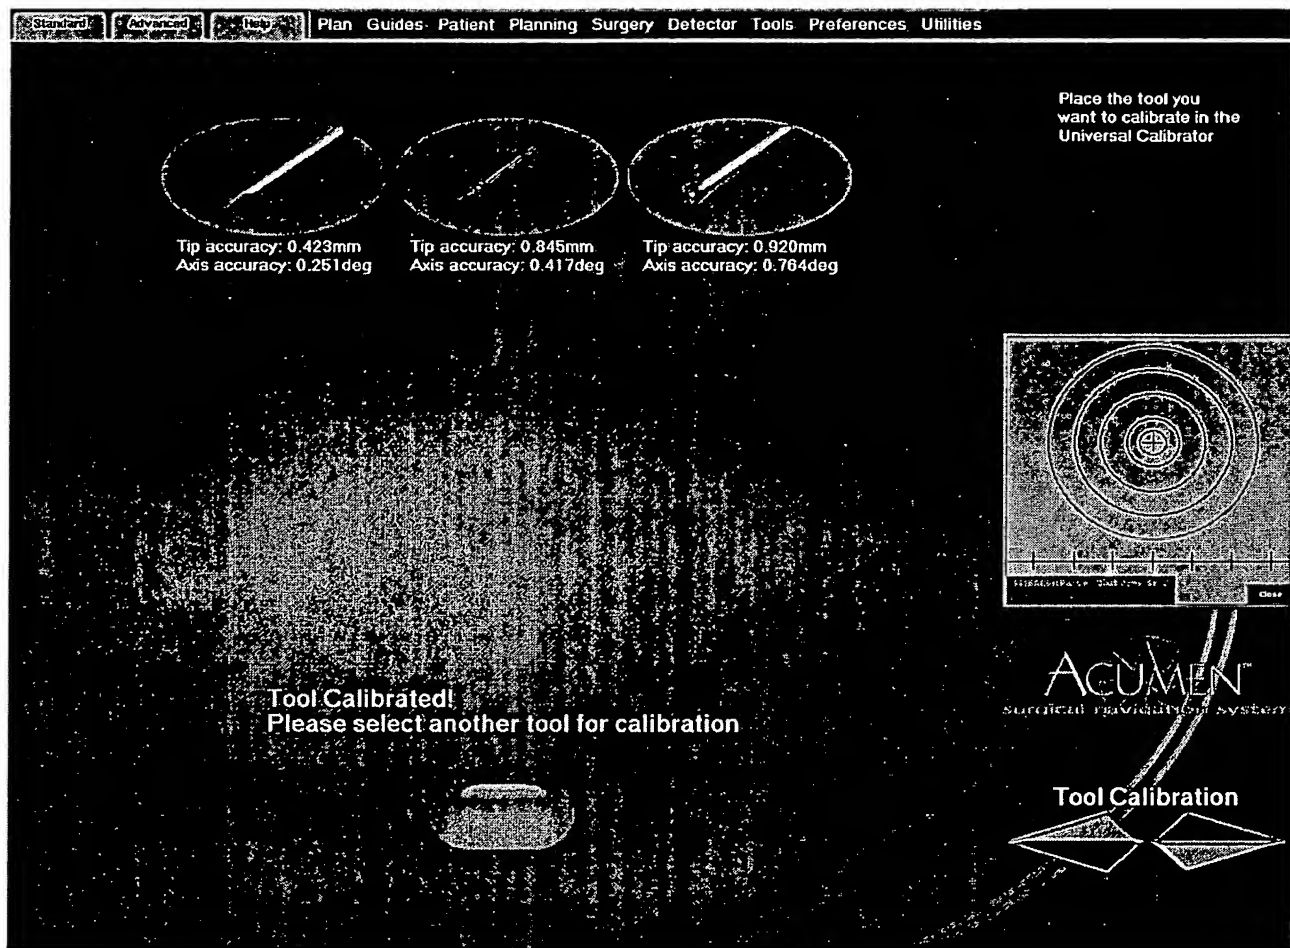 Standard Advanced Help Plan Guides Patient Planning Surgery Detector Tools Preferences Utilities
Place the tool you
want to calibrate in the
Universal Calibrator
Tip accuracy: 0.423mm
Axis accuracy: 0.251deg
Tip accuracy: 0.845mm
Axis accuracy: 0.417deg
Tip accuracy: 0.920mm
Axis accuracy: 0.764deg
Close
ACUMEN™
surgical navigation system
Tool Calibrated!
Please select another tool for calibration
Tool Calibration